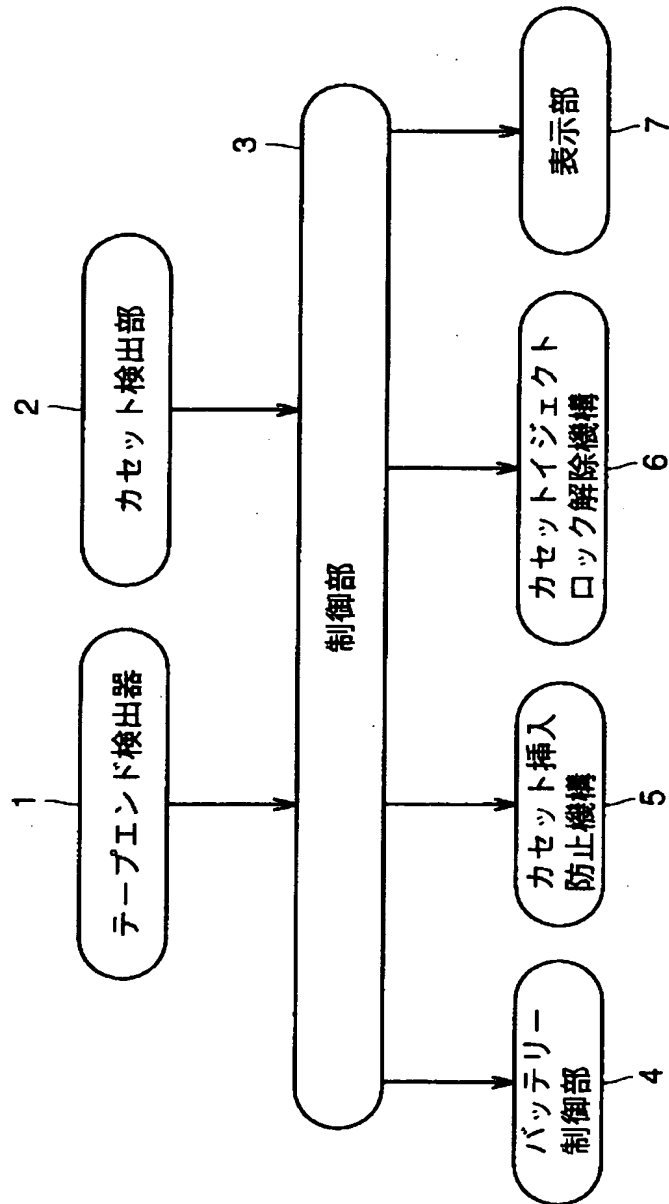 1
テープエンド検出器
2
カセット検出部
3
制御部
バッテリー
制御部
4
カセット挿入
防止機構
5
カセットイジェクト
ロック解除機構
6
表示部
7